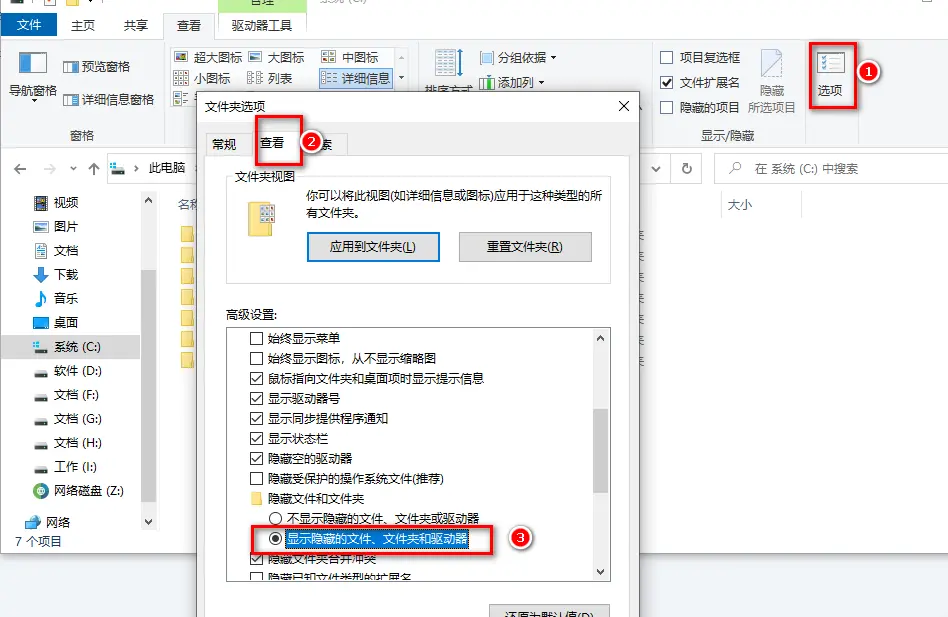 管理
文件
主页
共享
查看
驱动器工具
导航窗格
预览窗格
详细信息窗格
窗格
超大图标
大图标
中图标
小图标
列表
详细信息
分组依据
添加列
项目复选框
文件扩展名
隐藏的项目
隐藏
所选项目
显示/隐藏
选项
1
文件夹选项
常规
查看
2
此电脑
在 系统 (C:) 中搜索
大小
视频
图片
文档
下载
音乐
桌面
系统 (C:)
软件 (D:)
文档 (F:)
文档 (G:)
文档 (H:)
工作 (I:)
网络磁盘 (Z:)
网络
7 个项目
文件夹视图
你可以将此视图(如详细信息或图标)应用于这种类型的所
有文件夹。
应用到文件夹(L)
重置文件夹(R)
高级设置:
始终显示菜单
始终显示图标，从不显示缩略图
鼠标指向文件夹和桌面项时显示提示信息
显示驱动器号
显示同步提供程序通知
显示状态栏
隐藏空的驱动器
隐藏受保护的操作系统文件(推荐)
隐藏文件和文件夹
不显示隐藏的文件、文件夹或驱动器
显示隐藏的文件、文件夹和驱动器
3
隐藏文件夹合并冲突
隐藏已知文件类型的扩展名
还原为默认值(D)